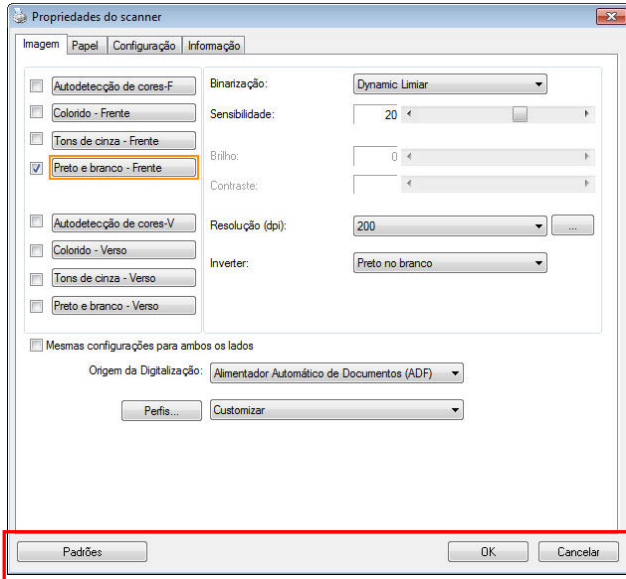 Propriedades do scanner
Imagem Papel Configuração Informação
Autodetecção de cores-F
Colorido - Frente
Tons de cinza - Frente
Preto e branco - Frente
Autodetecção de cores-V
Colorido - Verso
Tons de cinza - Verso
Preto e branco - Verso
Binarização: Dynamic Limiar
Sensibilidade: 20
Brilho: 0
Contraste:
Resolução (dpi): 200 ...
Inverter: Preto no branco
Mesmas configurações para ambos os lados
Origem da Digitalização: Alimentador Automático de Documentos (ADF)
Perfis... Customizar
Padrões OK Cancelar